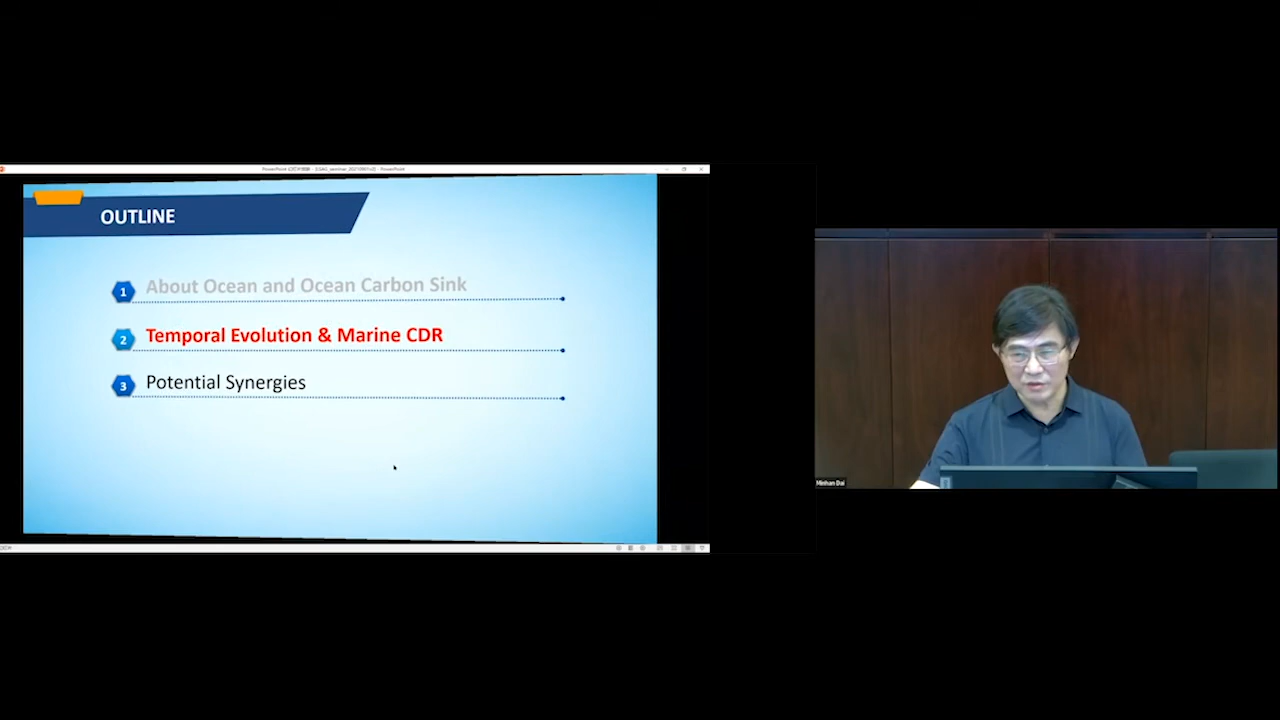 OUTLINE
1 About Ocean and Ocean Carbon Sink
2 Temporal Evolution & Marine CDR
3 Potential Synergies
Minhan Dai